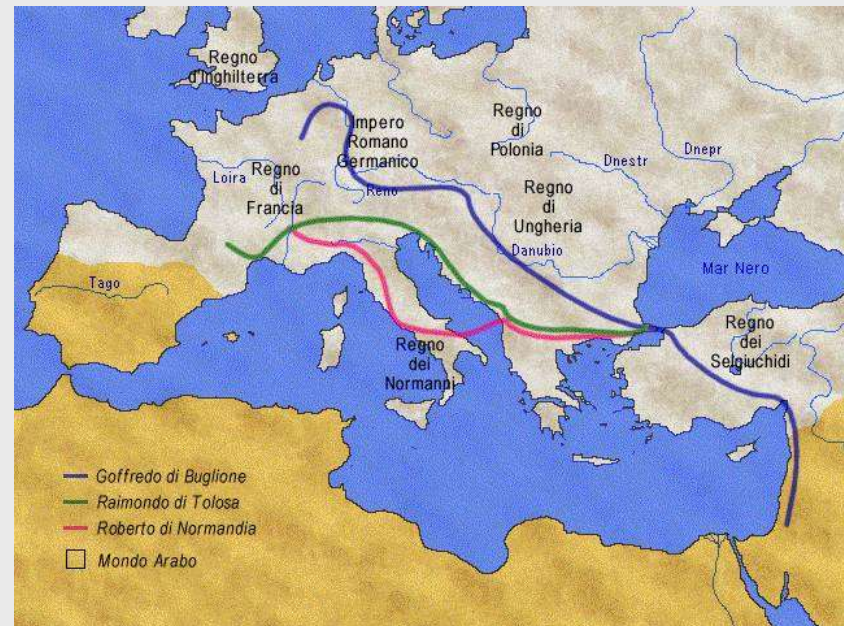 Regno
d'Inghilterra
Impero
Romano
Germanico
Regno
di
Polonia
Dnestr
Dnepr
Loira
Regno
di
Francia
Reno
Regno
di
Ungheria
Danubio
Mar Nero
Tago
Regno
dei
Selgiuchidi
Regno
dei
Normanni
Goffredo di Buglione
Raimondo di Tolosa
Roberto di Normandia
Mondo Arabo